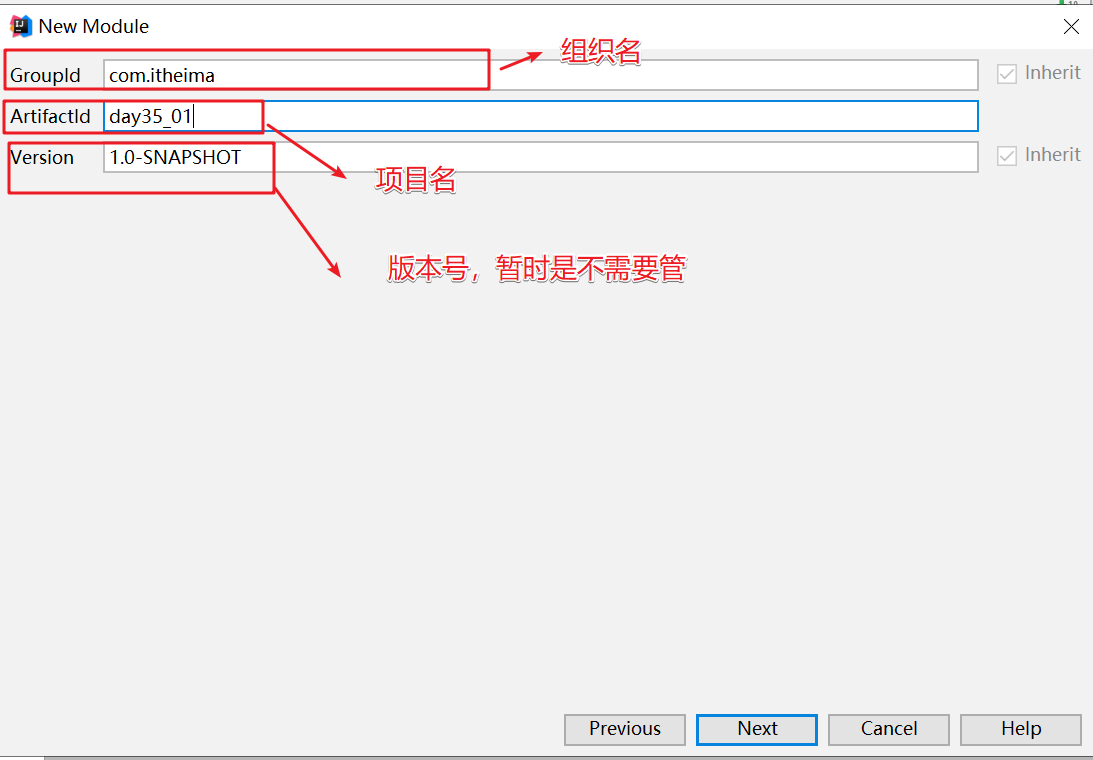 New Module
组织名
GroupId com.itheima Inherit
ArtifactId day35_01
Version 1.0-SNAPSHOT Inherit
项目名
版本号，暂时是不需要管
Previous Next Cancel Help